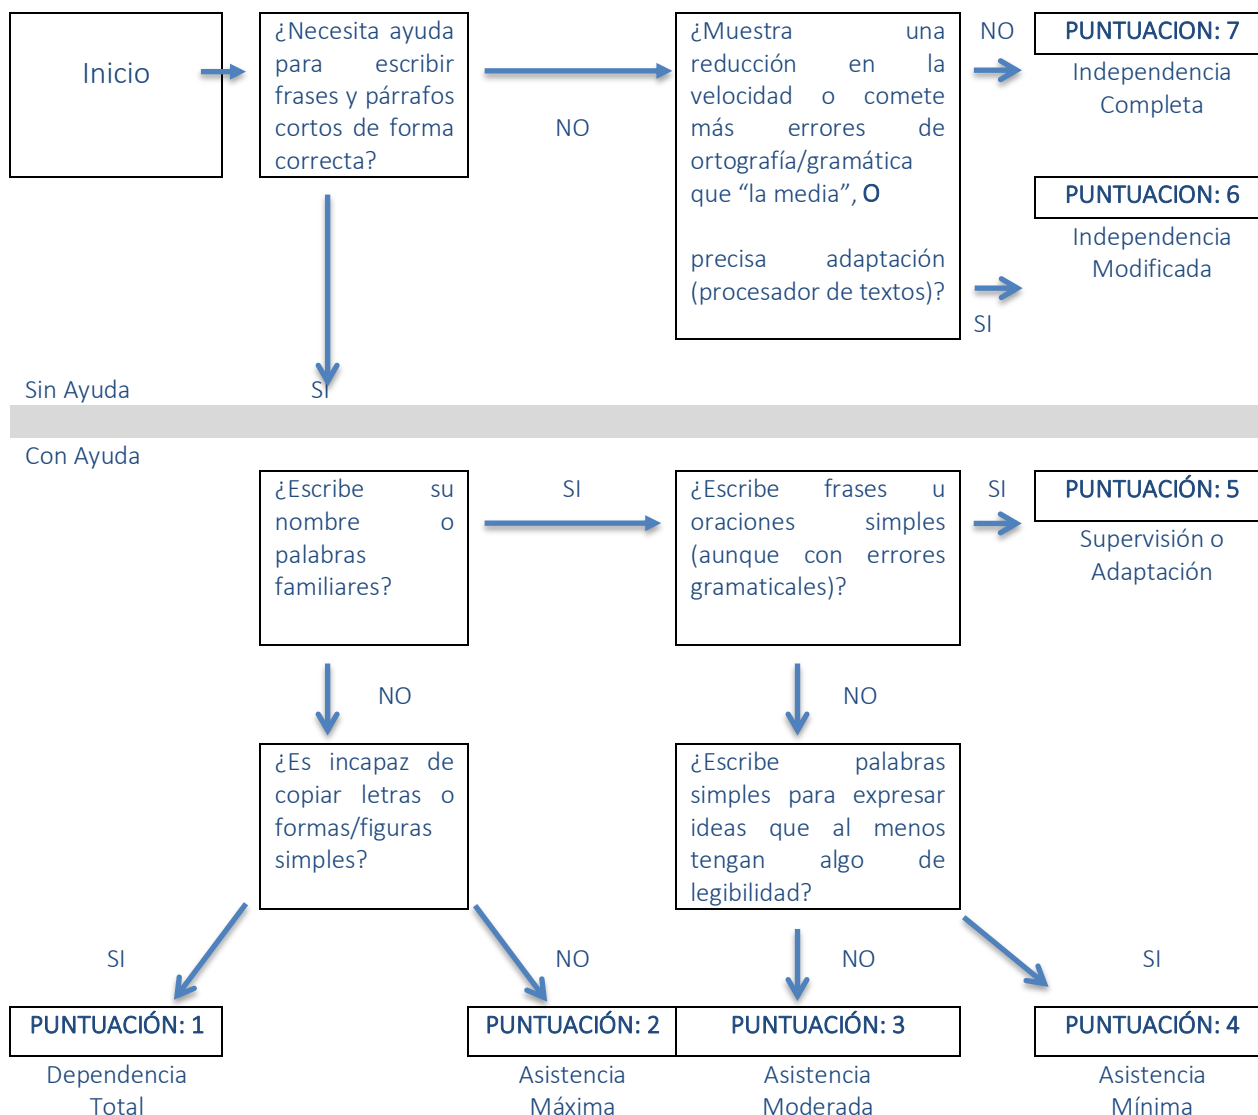 Inicio
¿Necesita ayuda
para escribir
frases y párrafos
cortos de forma
correcta?
NO
¿Muestra una
reducción en la
velocidad o comete
más errores de
ortografía/gramática
que “la media”, O
precisa adaptación
(procesador de textos)?
NO
PUNTUACION: 7
Independencia
Completa
PUNTUACION: 6
Independencia
Modificada
SI
Sin Ayuda
SI
Con Ayuda
¿Escribe su
nombre o
palabras
familiares?
SI
¿Escribe frases u
oraciones simples
(aunque con errores
gramaticales)?
SI
PUNTUACIÓN: 5
Supervisión o
Adaptación
NO
NO
¿Es incapaz de
copiar letras o
formas/figuras
simples?
¿Escribe palabras
simples para expresar
ideas que al menos
tengan algo de
legibilidad?
SI
NO
NO
SI
PUNTUACIÓN: 1
Dependencia
Total
PUNTUACIÓN: 2
Asistencia
Máxima
PUNTUACIÓN: 3
Asistencia
Moderada
PUNTUACIÓN: 4
Asistencia
Mínima